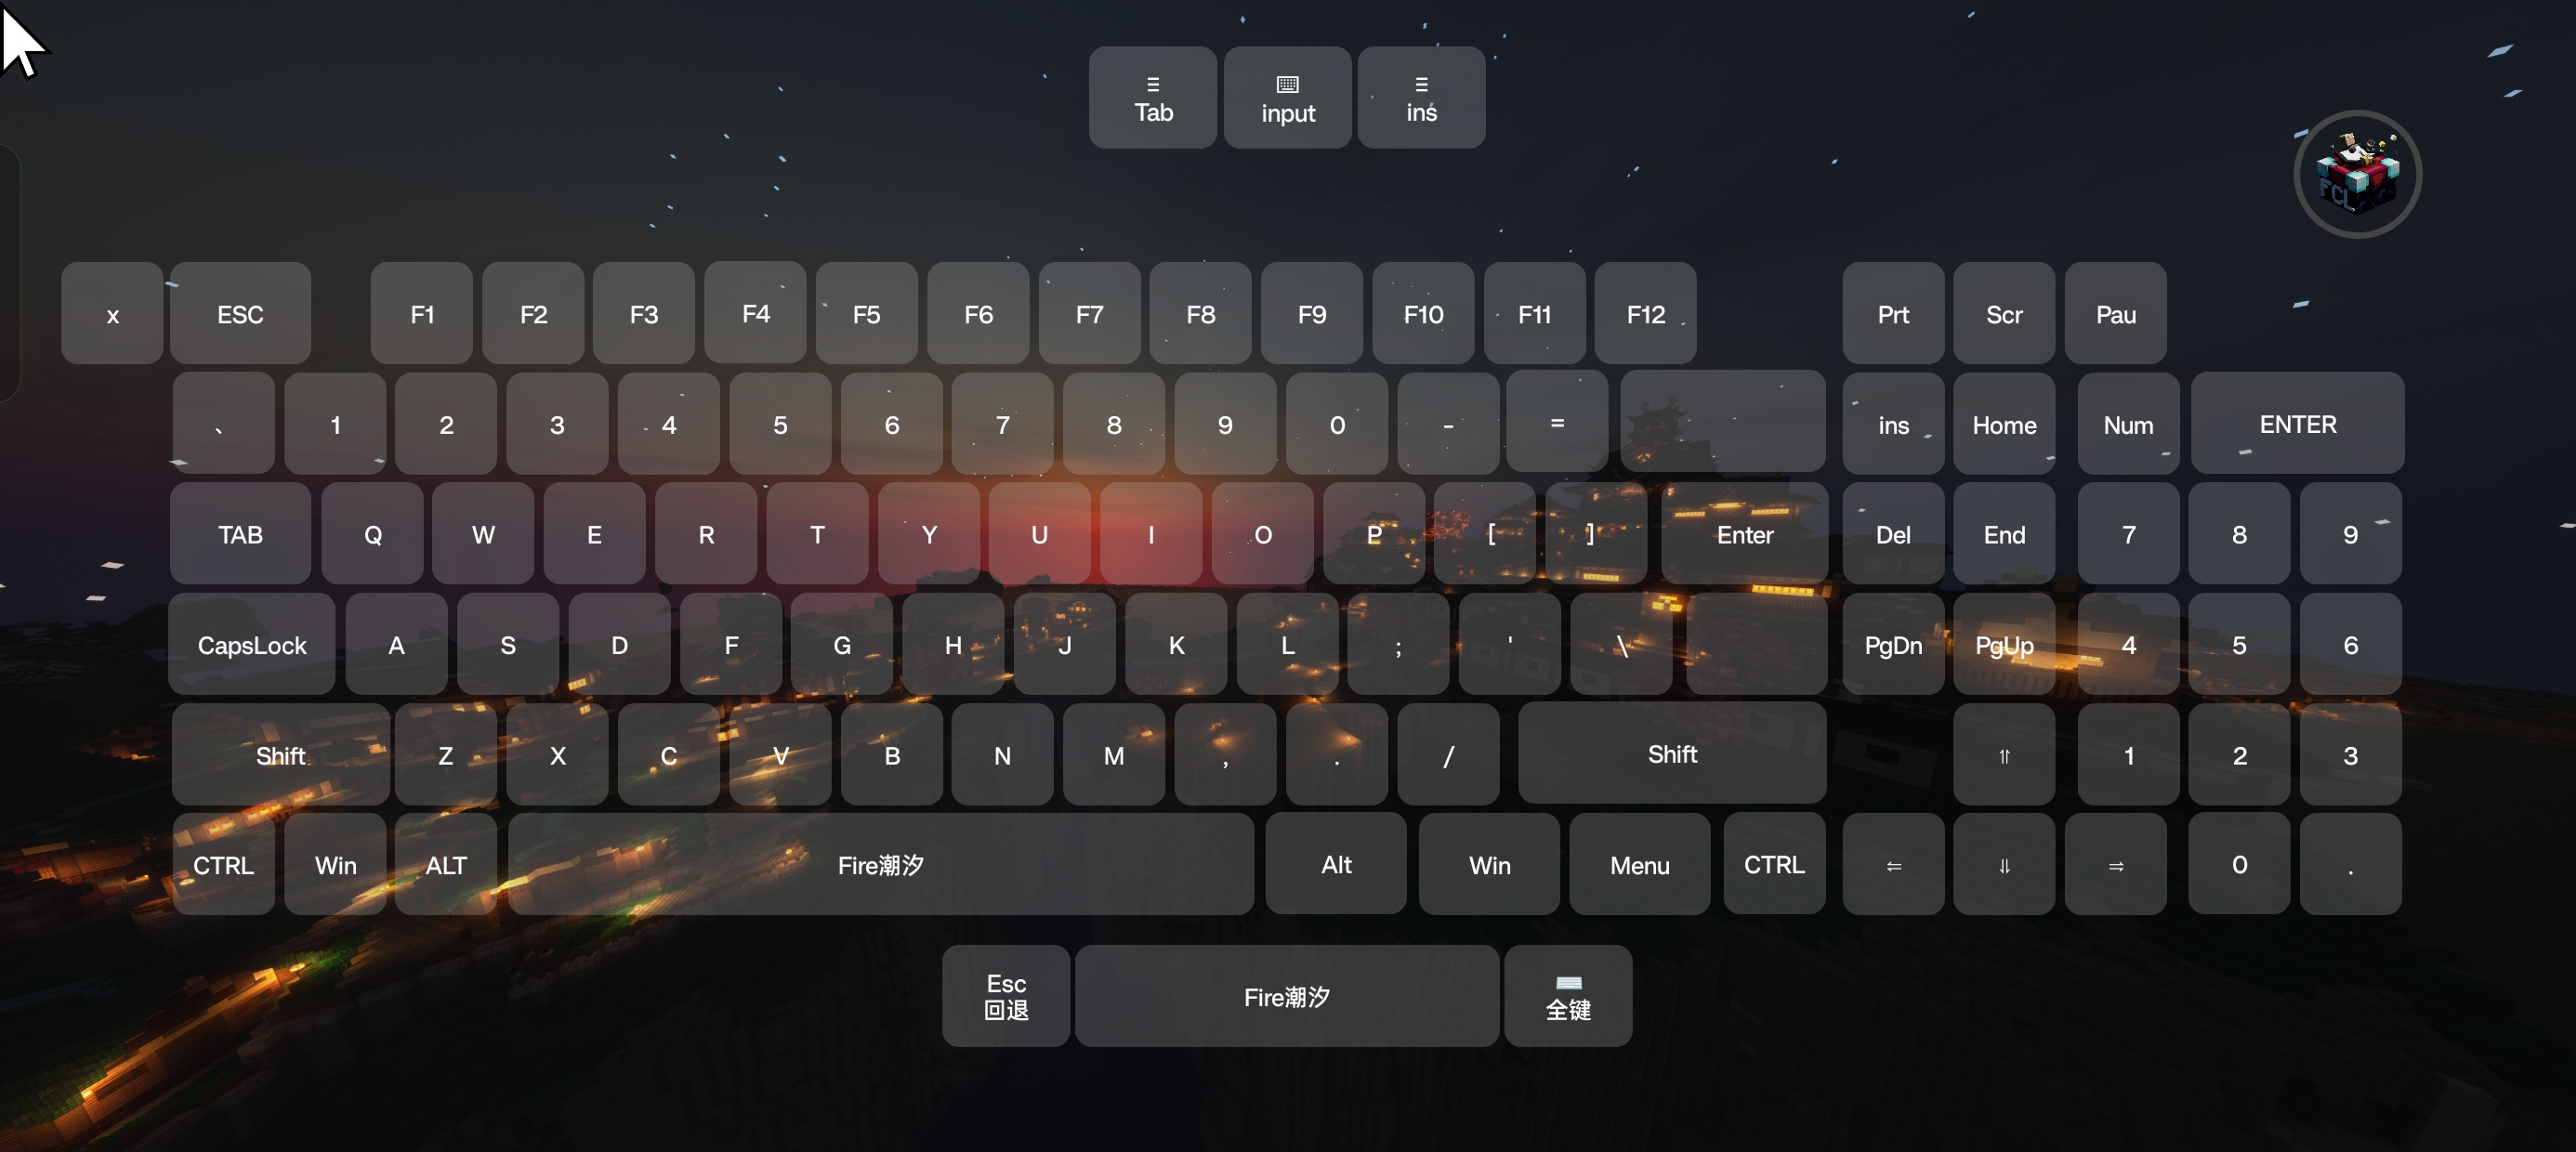 Tab input ins
FCL
x ESC F1 F2 F3 F4 F5 F6 F7 F8 F9 F10 F11 F12 Prt Scr Pau
、 1 2 3 4 5 6 7 8 9 0 - = ins Home Num ENTER
TAB Q W E R T Y U I O P [ ] Enter Del End 7 8 9
CapsLock A S D F G H J K L ; ' \ PgDn PgUp 4 5 6
Shift Z X C V B N M , . / Shift ⇈ 1 2 3
CTRL Win ALT Fire潮汐 Alt Win Menu CTRL ⇇ ⇊ ⇉ 0 .
Esc
回退
Fire潮汐
全键